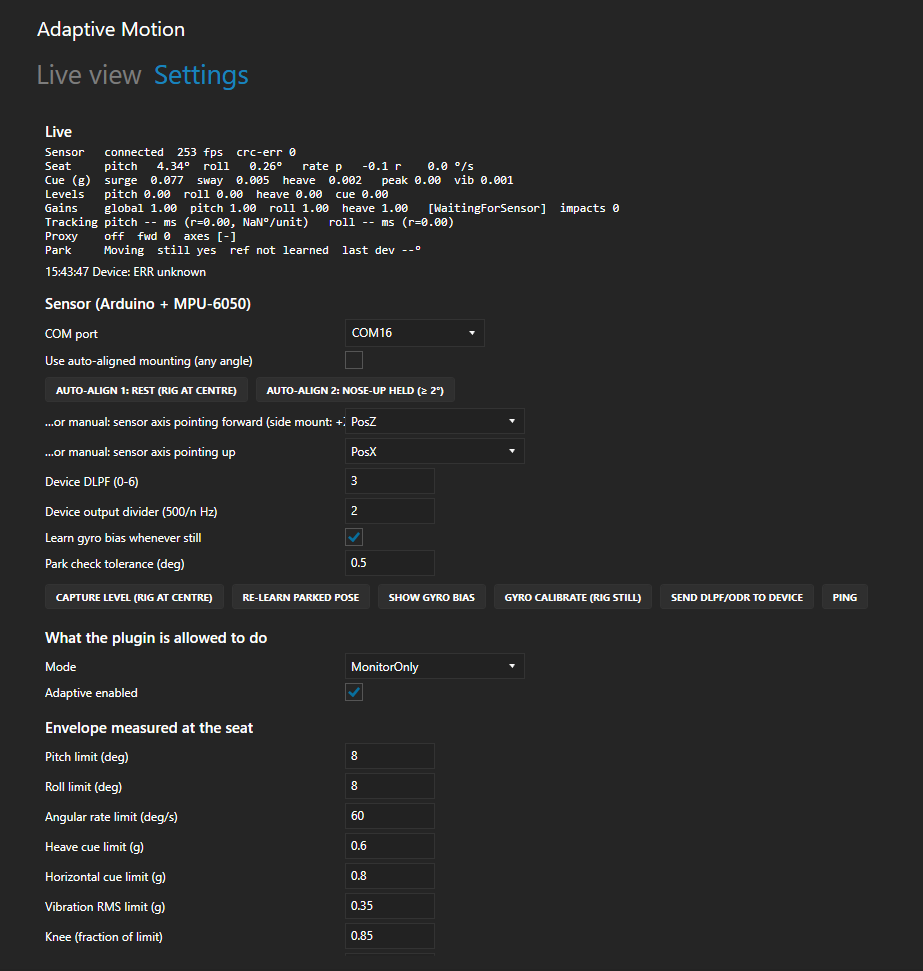 Adaptive Motion
Live view Settings
Live
Sensor connected 253 fps crc-err 0
Seat pitch 4.34° roll 0.26° rate p -0.1 r 0.0 °/s
Cue (g) surge 0.077 sway 0.005 heave 0.002 peak 0.00 vib 0.001
Levels pitch 0.00 roll 0.00 heave 0.00 cue 0.00
Gains global 1.00 pitch 1.00 roll 1.00 heave 1.00 [WaitingForSensor] impacts 0
Tracking pitch -- ms (r=0.00, NaN°/unit) roll -- ms (r=0.00)
Proxy off fwd 0 axes [-]
Park Moving still yes ref not learned last dev --°
15:43:47 Device: ERR unknown
Sensor (Arduino + MPU-6050)
COM port COM16
Use auto-aligned mounting (any angle)
AUTO-ALIGN 1: REST (RIG AT CENTRE) AUTO-ALIGN 2: NOSE-UP HELD (≥ 2°)
...or manual: sensor axis pointing forward (side mount: +Z PosZ
...or manual: sensor axis pointing up PosX
Device DLPF (0-6) 3
Device output divider (500/n Hz) 2
Learn gyro bias whenever still
Park check tolerance (deg) 0.5
CAPTURE LEVEL (RIG AT CENTRE) RE-LEARN PARKED POSE SHOW GYRO BIAS GYRO CALIBRATE (RIG STILL) SEND DLPF/ODR TO DEVICE PING
What the plugin is allowed to do
Mode MonitorOnly
Adaptive enabled
Envelope measured at the seat
Pitch limit (deg) 8
Roll limit (deg) 8
Angular rate limit (deg/s) 60
Heave cue limit (g) 0.6
Horizontal cue limit (g) 0.8
Vibration RMS limit (g) 0.35
Knee (fraction of limit) 0.85